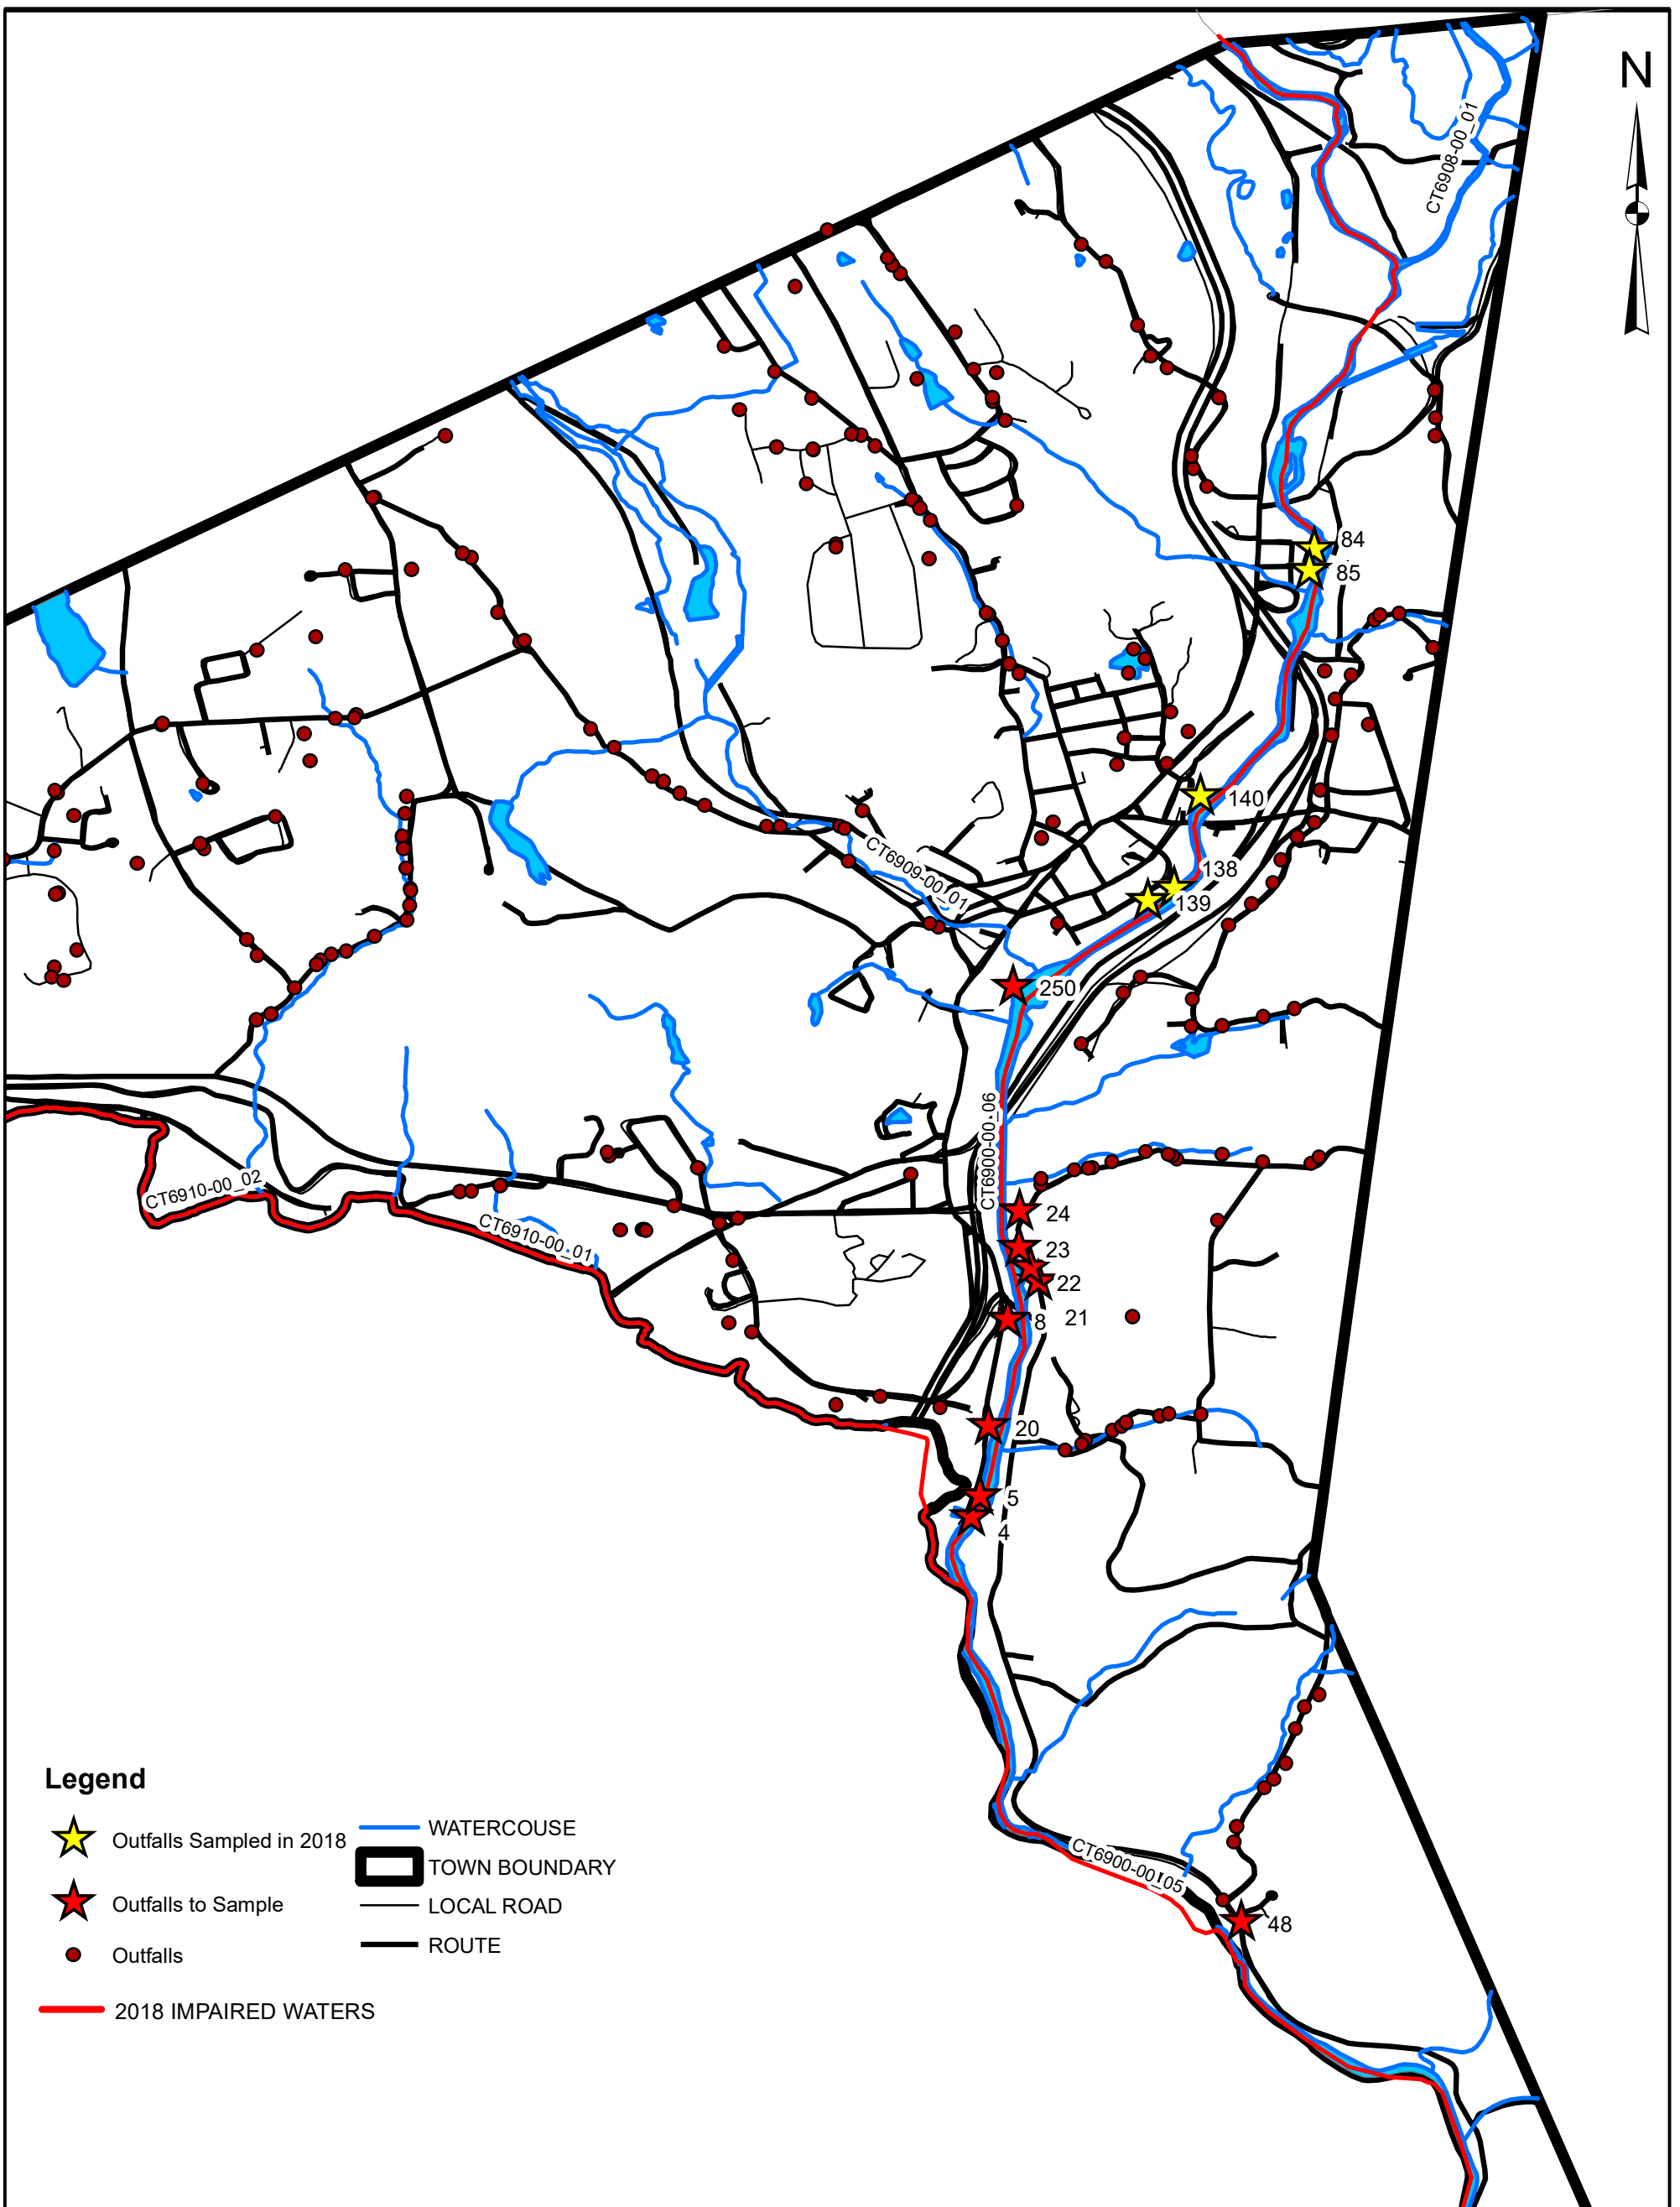 N
CT6908-00_01
84
85
140
138
139
CT6909-00_01
250
CT6900-00_06
CT6910-00_02
CT6910-00_01
24
23
22
21
8
20
5
4
CT6900-00_05
48
Legend
Outfalls Sampled in 2018
Outfalls to Sample
Outfalls
2018 IMPAIRED WATERS
WATERCOUSE
TOWN BOUNDARY
LOCAL ROAD
ROUTE